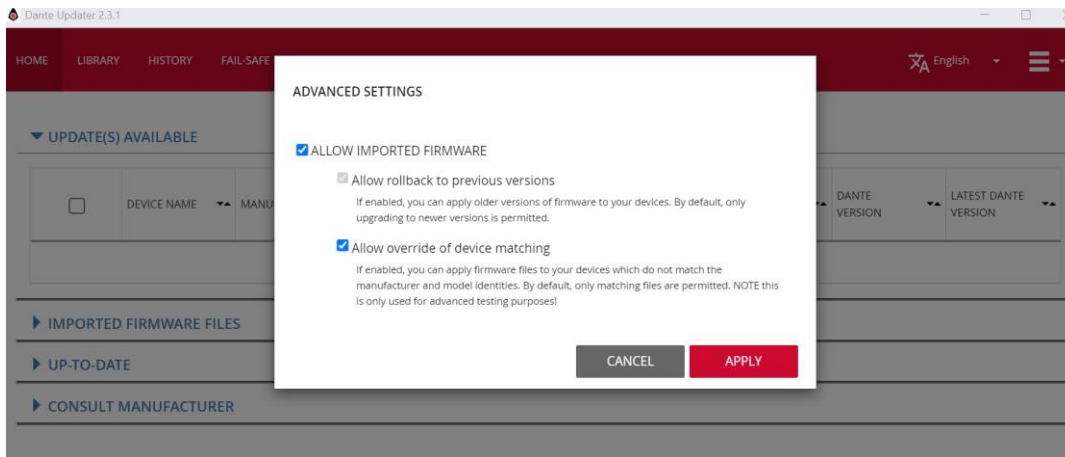 Dante Updater 2.3.1
HOME LIBRARY HISTORY FAIL-SAFE
English
ADVANCED SETTINGS
UPDATE(S) AVAILABLE
ALLOW IMPORTED FIRMWARE
Allow rollback to previous versions
If enabled, you can apply older versions of firmware to your devices. By default, only
upgrading to newer versions is permitted.
DEVICE NAME
MANU
DANTE
VERSION
LATEST DANTE
VERSION
Allow override of device matching
If enabled, you can apply firmware files to your devices which do not match the
manufacturer and model identities. By default, only matching files are permitted. NOTE this
is only used for advanced testing purposes!
IMPORTED FIRMWARE FILES
UP-TO-DATE
CANCEL APPLY
CONSULT MANUFACTURER